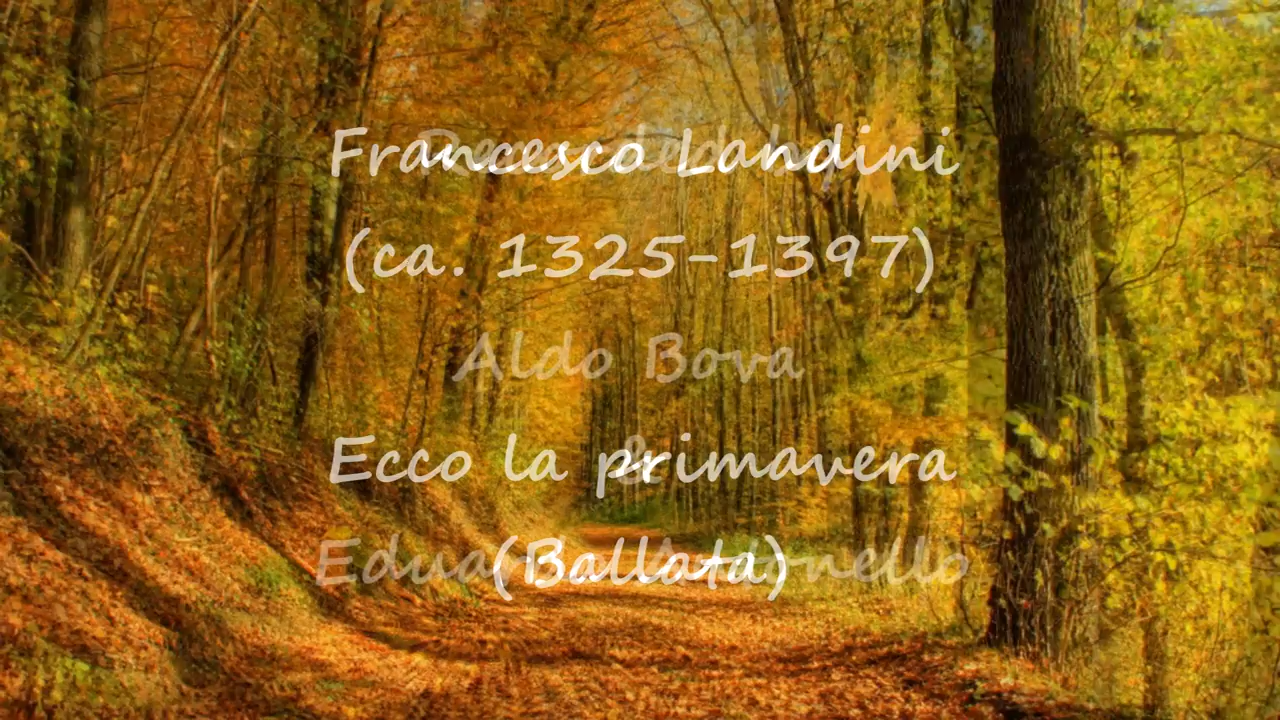 Francesco Landini
(ca. 1325-1397)
Aldo Bova
Ecco la primavera
&
(Ballata)